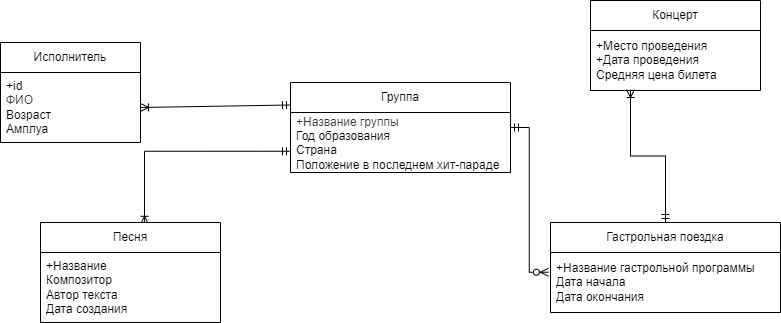 Исполнитель
+id
ФИО
Возраст
Амплуа
Группа
+Название группы
Год образования
Страна
Положение в последнем хит-параде
Концерт
+Место проведения
+Дата проведения
Средняя цена билета
Песня
+Название
Композитор
Автор текста
Дата создания
Гастрольная поездка
+Название гастрольной программы
Дата начала
Дата окончания